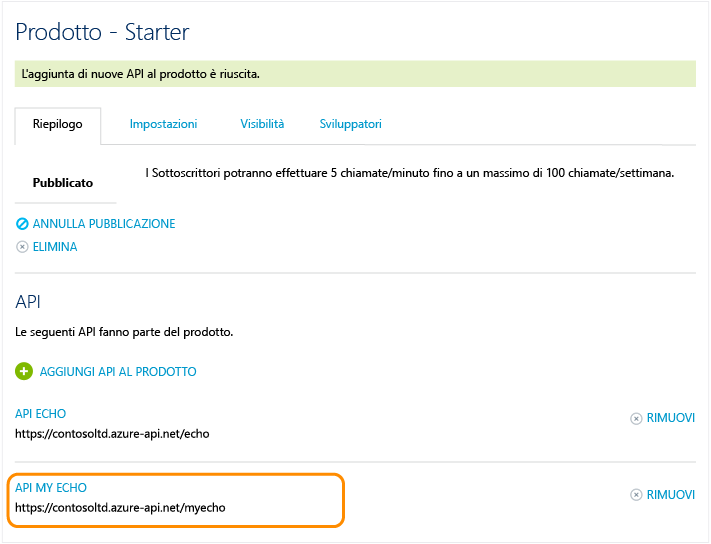 Prodotto - Starter
L'aggiunta di nuove API al prodotto è riuscita.
Riepilogo
Impostazioni
Visibilità
Sviluppatori
Pubblicato
I Sottoscrittori potranno effettuare 5 chiamate/minuto fino a un massimo di 100 chiamate/settimana.
ANNULLA PUBBLICAZIONE
ELIMINA
API
Le seguenti API fanno parte del prodotto.
AGGIUNGI API AL PRODOTTO
API ECHO
https://contosoltd.azure-api.net/echo
RIMUOVI
API MY ECHO
https://contosoltd.azure-api.net/myecho
RIMUOVI